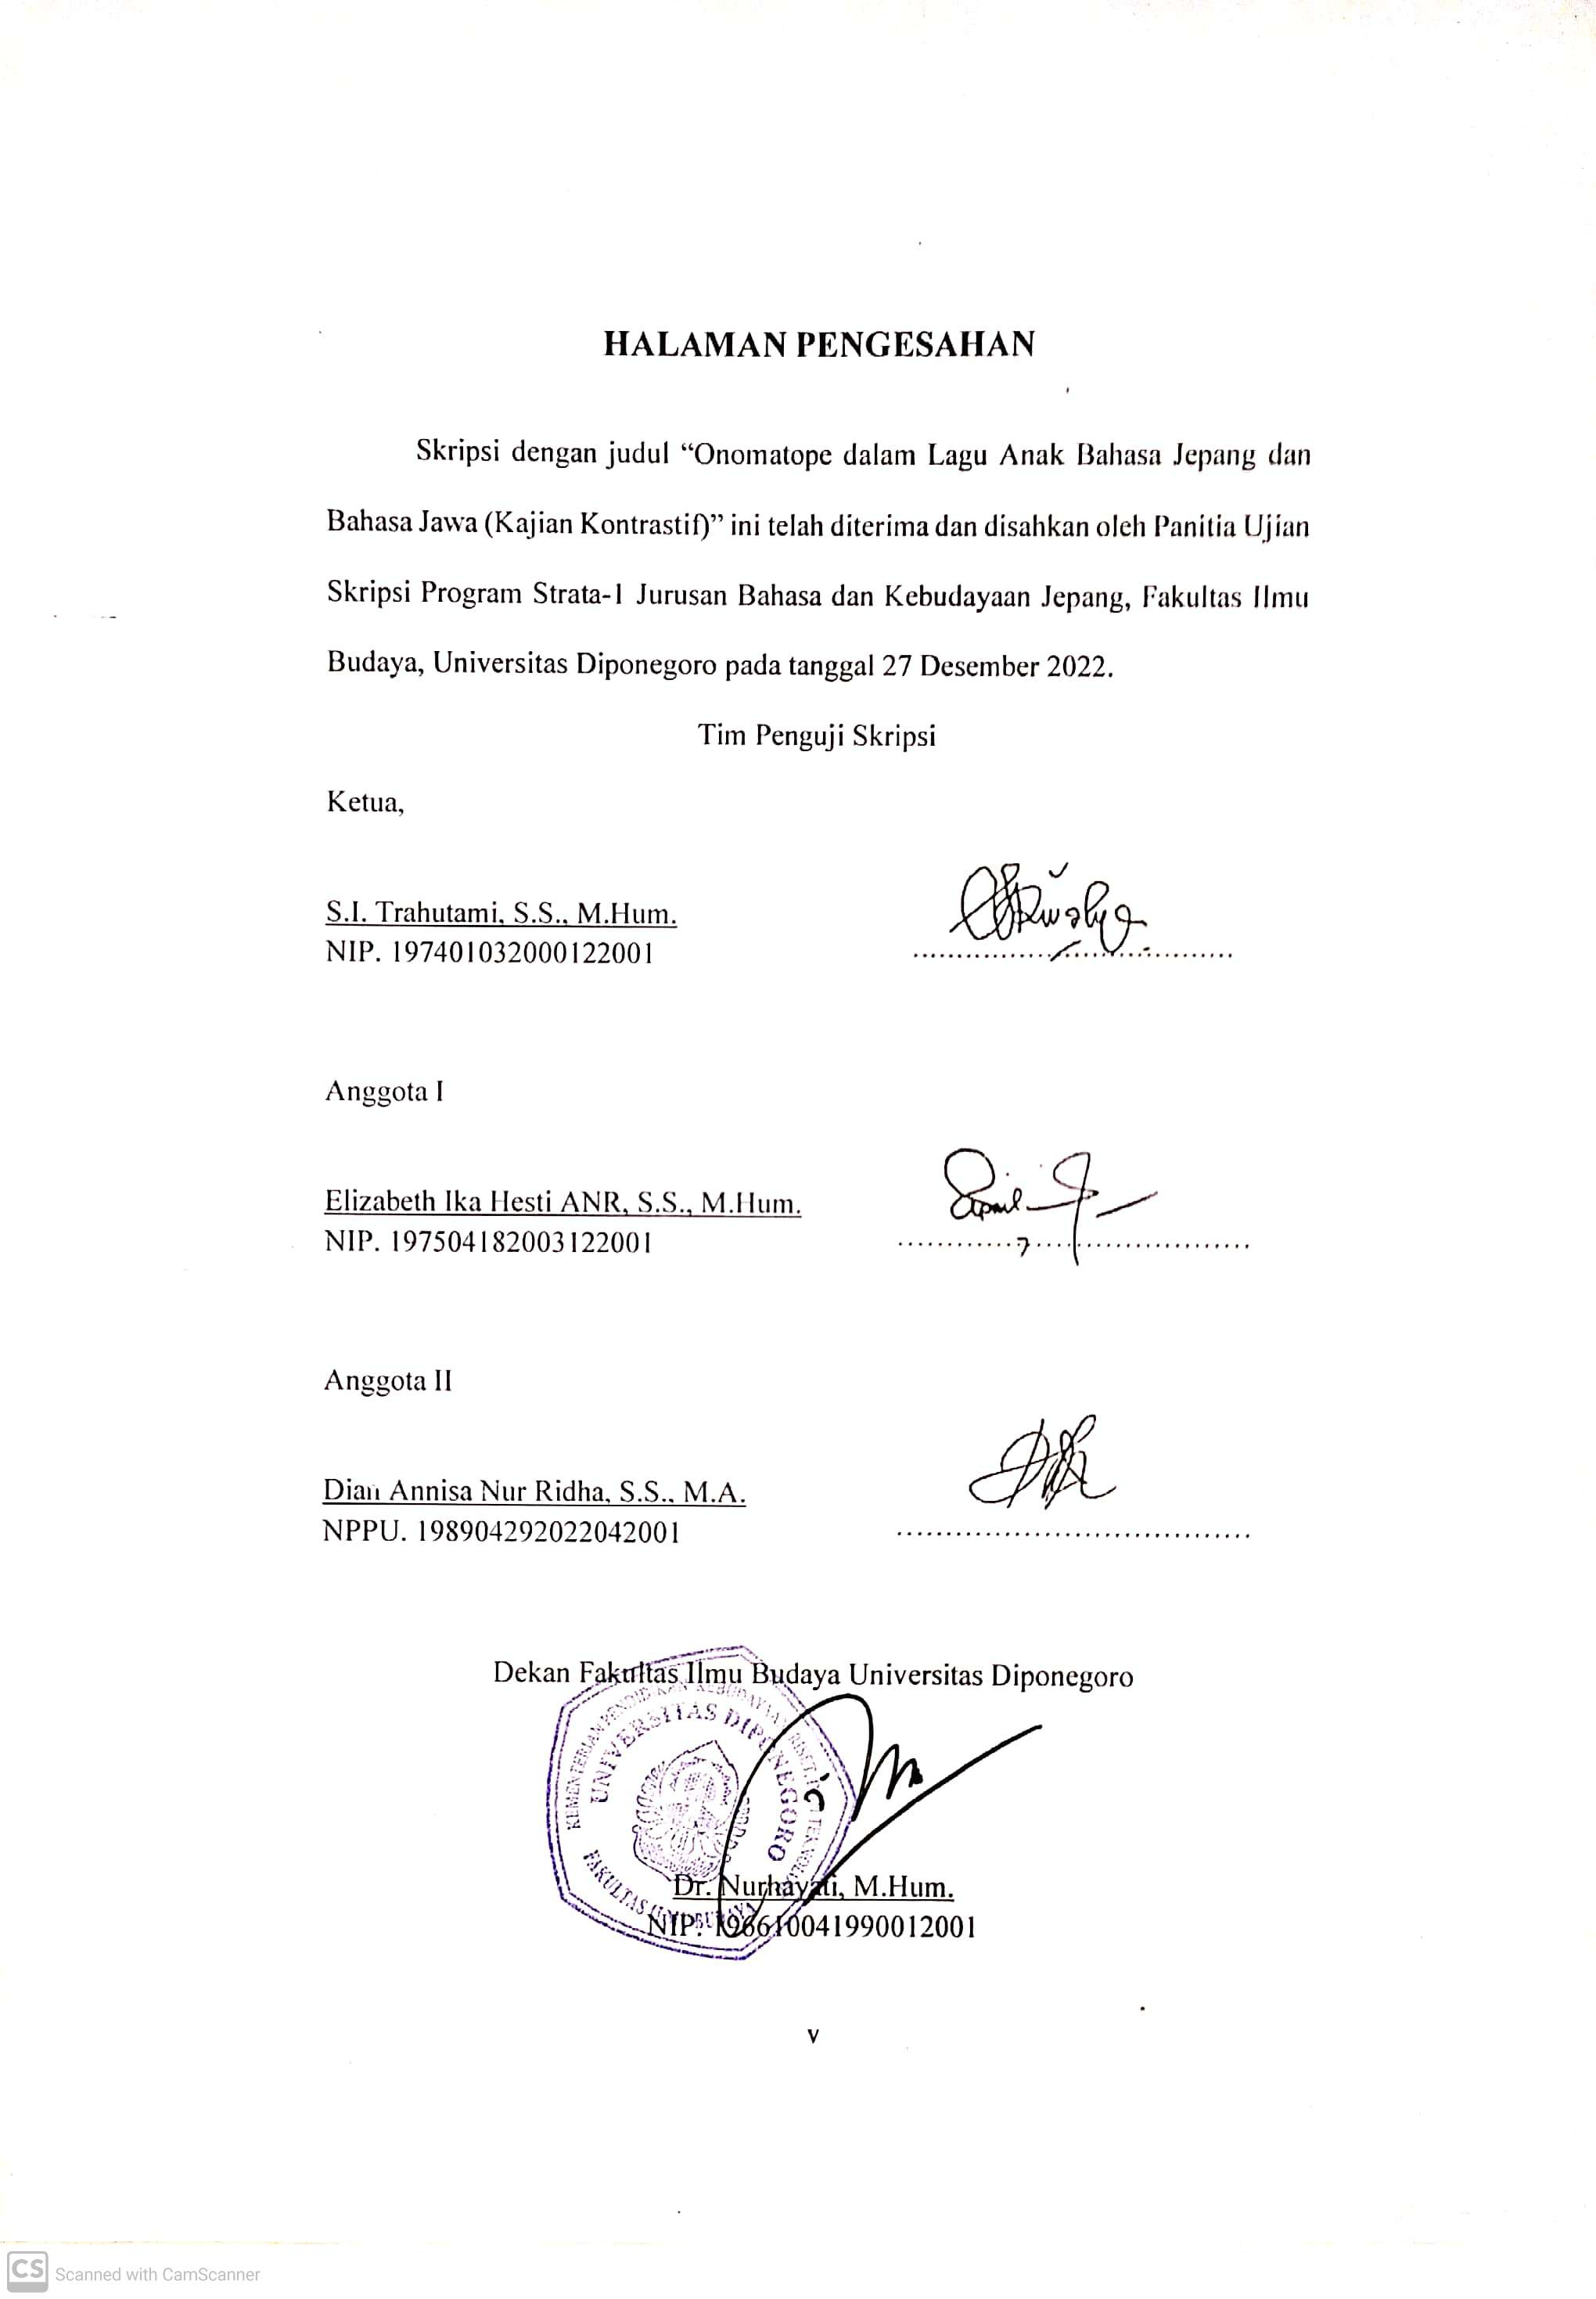 HALAMAN PENGESAHAN
Skripsi dengan judul “Onomatope dalam Lagu Anak Bahasa Jepang dan
Bahasa Jawa (Kajian Kontrastif)” ini telah diterima dan disahkan oleh Panitia Ujian
Skripsi Program Strata-1 Jurusan Bahasa dan Kebudayaan Jepang, Fakultas Ilmu
Budaya, Universitas Diponegoro pada tanggal 27 Desember 2022.
Tim Penguji Skripsi
Ketua,
S.I. Trahutami, S.S., M.Hum.
NIP. 197401032000122001
Anggota I
Elizabeth Ika Hesti ANR, S.S., M.Hum.
NIP. 197504182003122001
Anggota II
Dian Annisa Nur Ridha, S.S., M.A.
NPPU. 198904292022042001
Dekan Fakultas Ilmu Budaya Universitas Diponegoro
UNIVERSITAS DIPONEGORO
FAKULTAS ILMU BUDAYA
Dr. Nurhayati, M.Hum.
NIP. 196610041990012001
v
CS Scanned with CamScanner